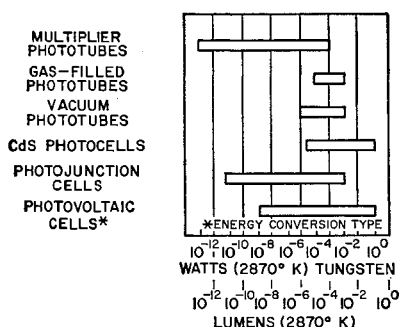 MULTIPLIER
PHOTOTUBES
GAS-FILLED
PHOTOTUBES
VACUUM
PHOTOTUBES
CdS PHOTOCELLS
PHOTOJUNCTION
CELLS
PHOTOVOLTAIC
CELLS*
*ENERGY CONVERSION TYPE
10⁻¹² 10⁻¹⁰ 10⁻⁸ 10⁻⁶ 10⁻⁴ 10⁻² 10⁰
WATTS (2870° K) TUNGSTEN
10⁻¹² 10⁻¹⁰ 10⁻⁸ 10⁻⁶ 10⁻⁴ 10⁻² 10⁰
LUMENS (2870° K)